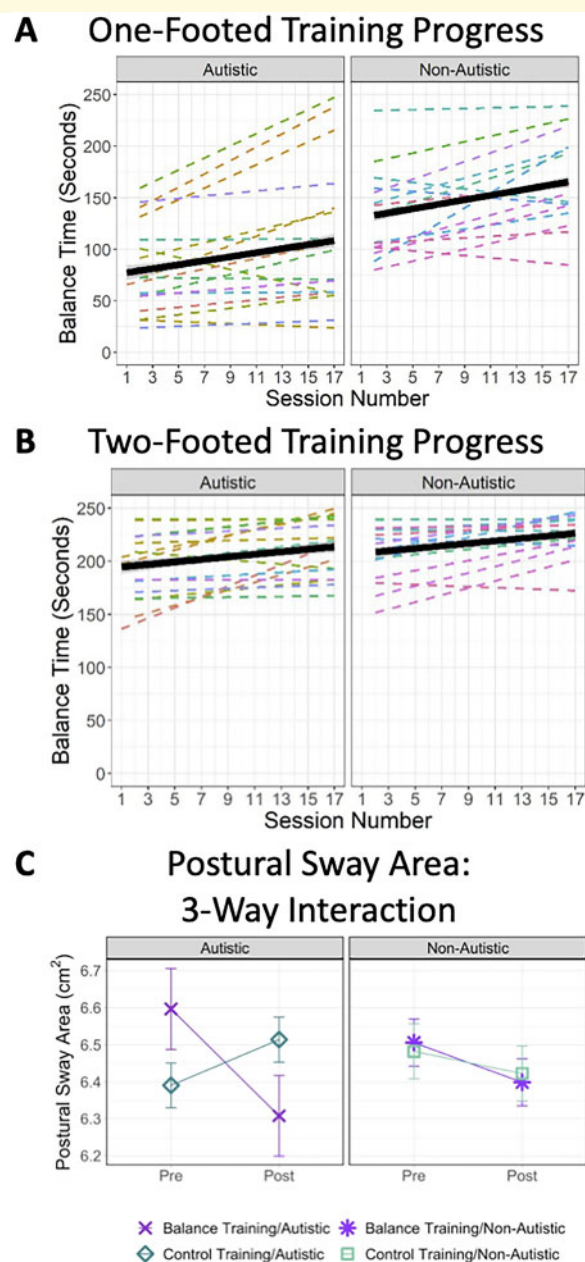 A One-Footed Training Progress
Autistic Non-Autistic
250
200
150
100
50
0
Balance Time (Seconds)
1 3 5 7 9 11 13 15 17 1 3 5 7 9 11 13 15 17
Session Number
B Two-Footed Training Progress
Autistic Non-Autistic
250
200
150
100
50
0
Balance Time (Seconds)
1 3 5 7 9 11 13 15 17 1 3 5 7 9 11 13 15 17
Session Number
C Postural Sway Area:
3-Way Interaction
Autistic Non-Autistic
6.7
6.6
6.5
6.4
6.3
6.2
Postural Sway Area (cm²)
Pre Post Pre Post
Balance Training/Autistic Balance Training/Non-Autistic
Control Training/Autistic Control Training/Non-Autistic